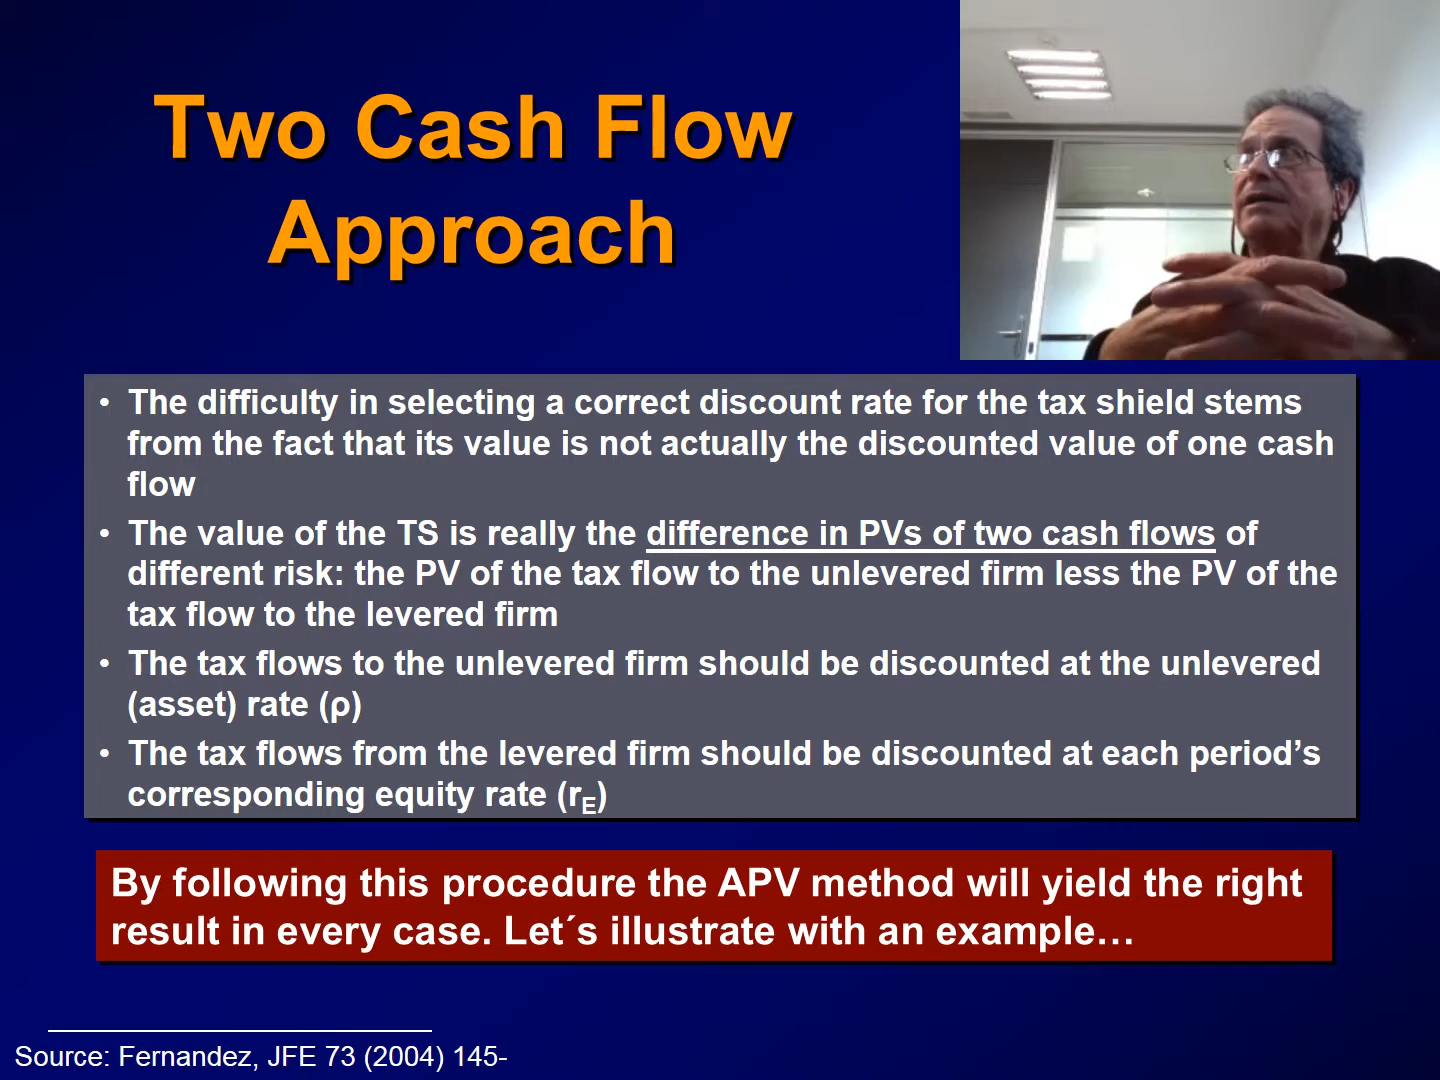 Two Cash Flow
Approach
• The difficulty in selecting a correct discount rate for the tax shield stems
from the fact that its value is not actually the discounted value of one cash
flow
• The value of the TS is really the difference in PVs of two cash flows of
different risk: the PV of the tax flow to the unlevered firm less the PV of the
tax flow to the levered firm
• The tax flows to the unlevered firm should be discounted at the unlevered
(asset) rate (ρ)
• The tax flows from the levered firm should be discounted at each period’s
corresponding equity rate (rE)
By following this procedure the APV method will yield the right
result in every case. Let´s illustrate with an example…
Source: Fernandez, JFE 73 (2004) 145-